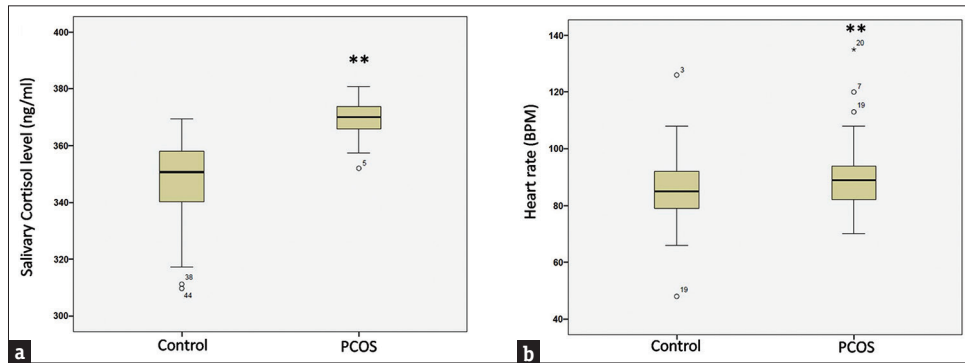 Salivary Cortisol level (ng/ml)
400
380
360
340
320
300
**
5
38
44
Control
PCOS
a
Heart rate (BPM)
140
120
100
80
60
40
**
20
*
3
7
19
19
Control
PCOS
b